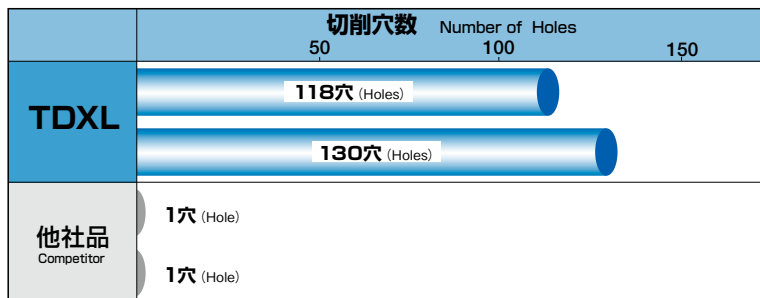 切削穴数 Number of Holes
50 100 150
TDXL
118穴 (Holes)
130穴 (Holes)
他社品
Competitor
1穴 (Hole)
1穴 (Hole)